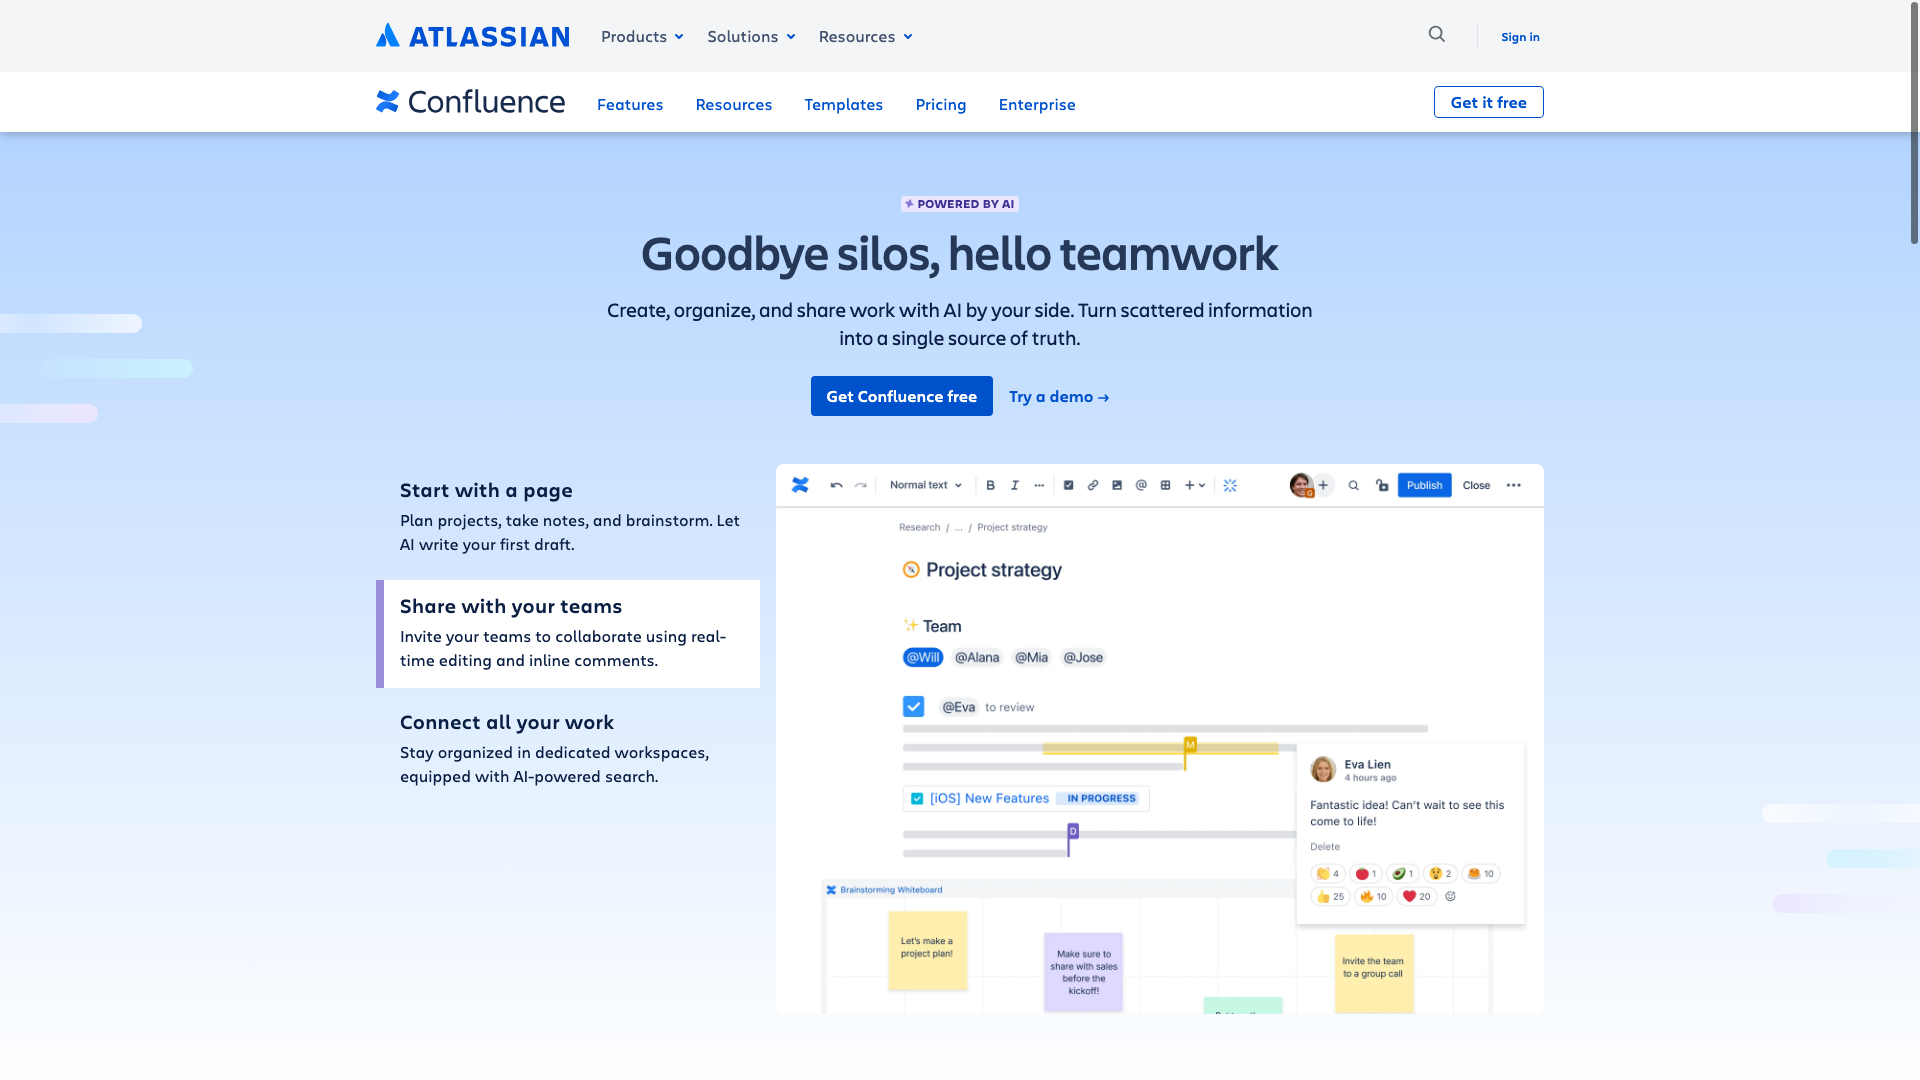 ATLASSIAN
Products
Solutions
Resources
Sign in
Confluence
Features
Resources
Templates
Pricing
Enterprise
Get it free
POWERED BY AI
Goodbye silos, hello teamwork
Create, organize, and share work with AI by your side. Turn scattered information
into a single source of truth.
Get Confluence free
Try a demo →
Start with a page
Plan projects, take notes, and brainstorm. Let
AI write your first draft.
Share with your teams
Invite your teams to collaborate using real-
time editing and inline comments.
Connect all your work
Stay organized in dedicated workspaces,
equipped with AI-powered search.
Normal text
B
I
@
G
Publish
Close
Research / ... / Project strategy
Project strategy
Team
@Will @Alana @Mia @Jose
@Eva to review
M
[iOS] New Features IN PROGRESS
D
Eva Lien
4 hours ago
Fantastic idea! Can't wait to see this
come to life!
Delete
4 1 1 2 10
25 10 20
Brainstorming Whiteboard
Let's make a
project plan!
Make sure to
share with sales
before the
kickoff!
Invite the team
to a group call